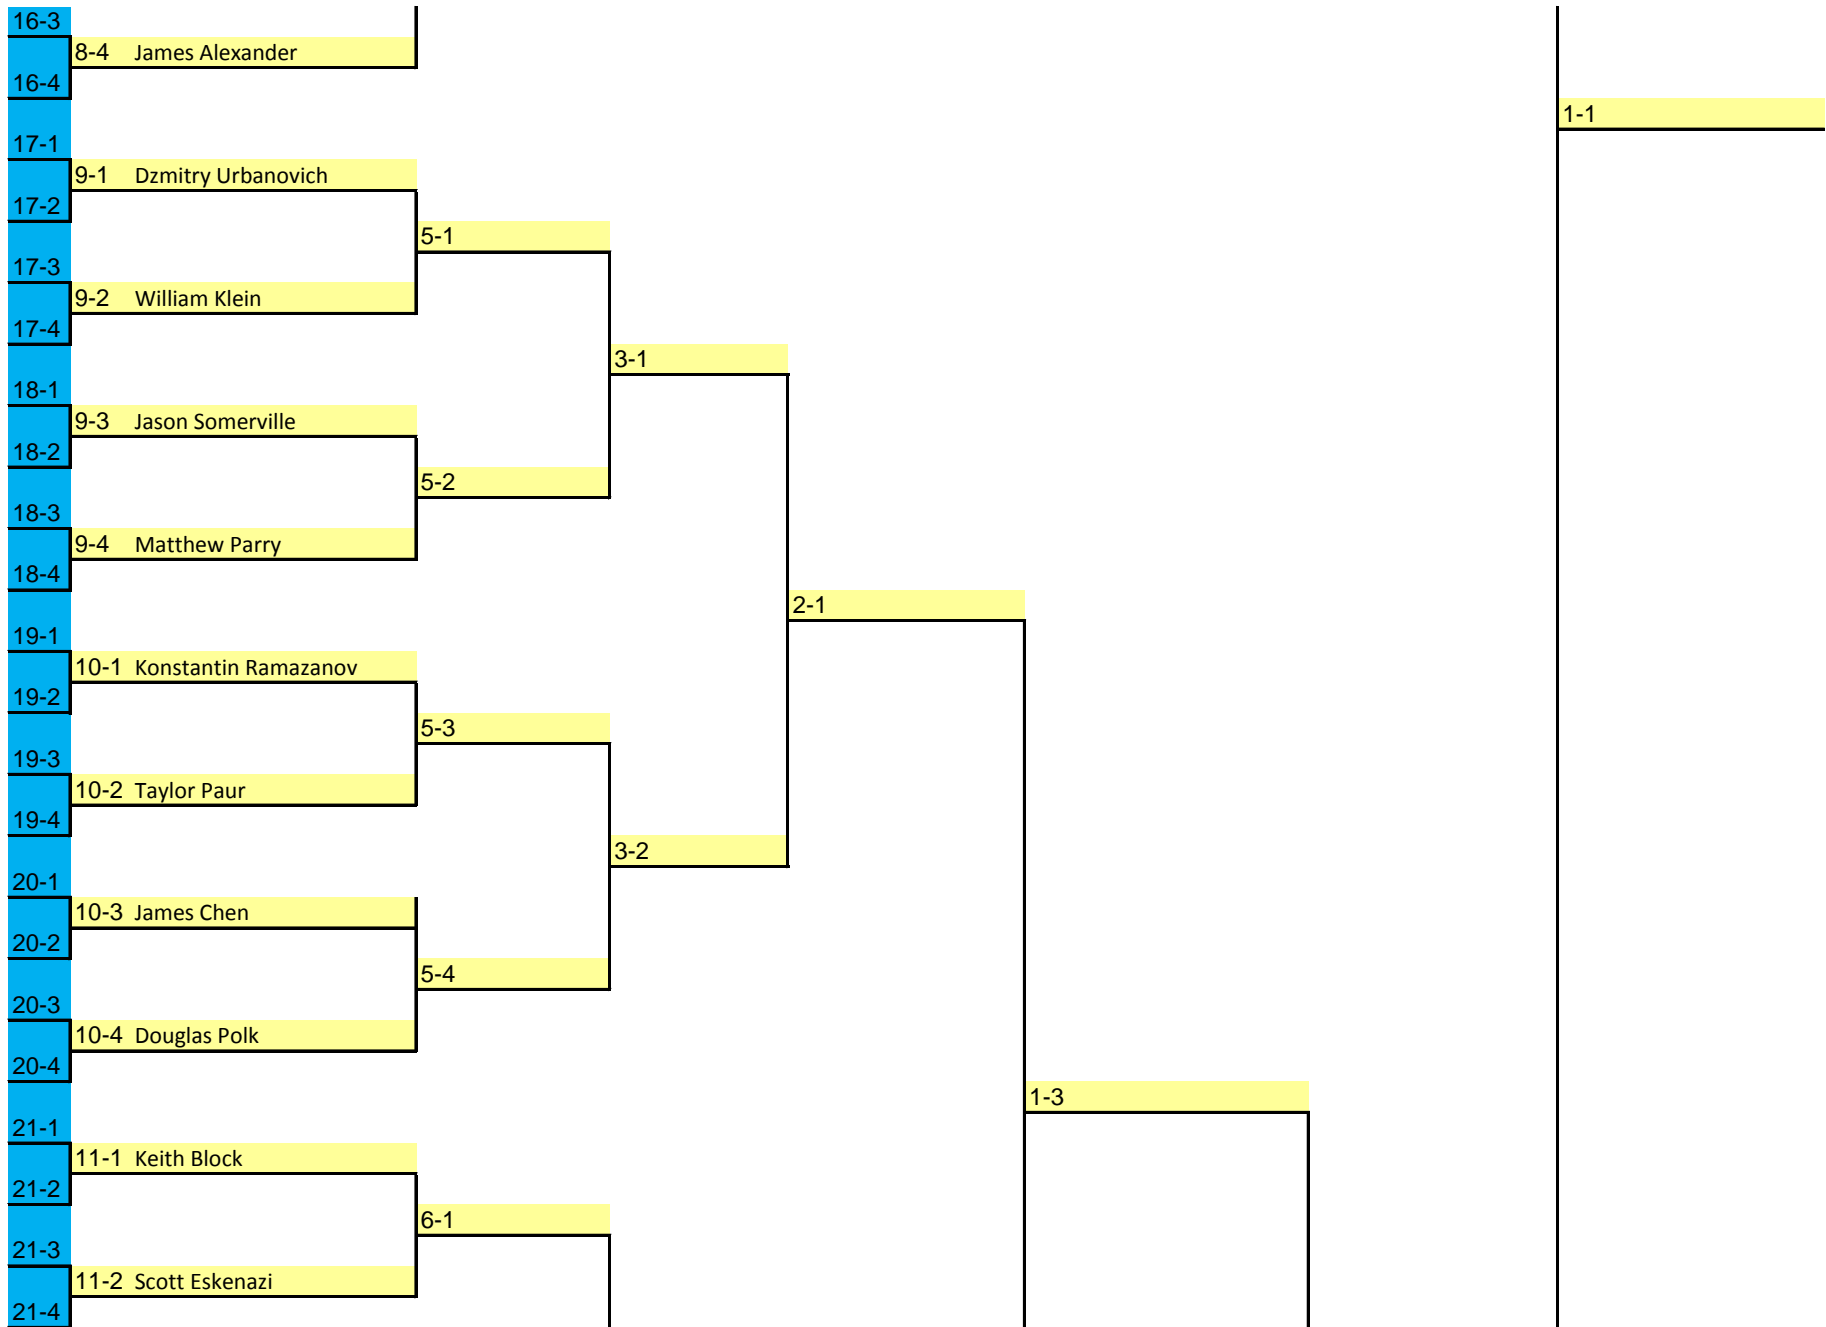 16-3
8-4 James Alexander
16-4
1-1
17-1
9-1 Dzmitry Urbanovich
17-2
5-1
17-3
9-2 William Klein
17-4
3-1
18-1
9-3 Jason Somerville
18-2
5-2
18-3
9-4 Matthew Parry
18-4
2-1
19-1
10-1 Konstantin Ramazanov
19-2
5-3
19-3
10-2 Taylor Paur
19-4
3-2
20-1
10-3 James Chen
20-2
5-4
20-3
10-4 Douglas Polk
20-4
1-3
21-1
11-1 Keith Block
21-2
6-1
21-3
11-2 Scott Eskenazi
21-4